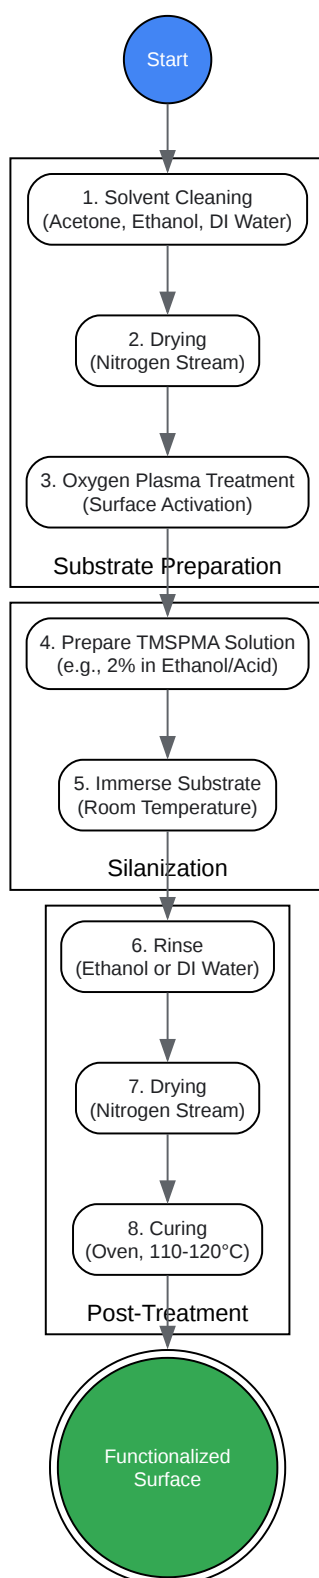 Start
1. Solvent Cleaning
(Acetone, Ethanol, DI Water)
2. Drying
(Nitrogen Stream)
3. Oxygen Plasma Treatment
(Surface Activation)
Substrate Preparation
4. Prepare TMSPMA Solution
(e.g., 2% in Ethanol/Acid)
5. Immerse Substrate
(Room Temperature)
Silanization
6. Rinse
(Ethanol or DI Water)
7. Drying
(Nitrogen Stream)
8. Curing
(Oven, 110-120°C)
Post-Treatment
Functionalized
Surface